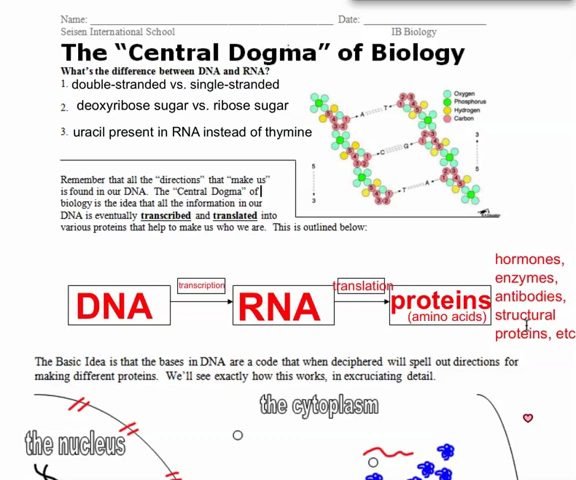 Name: Date:
Seisen International School IB Biology
The “Central Dogma” of Biology
What’s the difference between DNA and RNA?
1. double-stranded vs. single-stranded
2. deoxyribose sugar vs. ribose sugar
3. uracil present in RNA instead of thymine
Oxygen
Phosphorus
Hydrogen
Carbon
A T
C G
T A
5
3
3
5
Remember that all the “directions” that “make us”
is found in our DNA. The “Central Dogma” of
biology is the idea that all the information in our
DNA is eventually transcribed and translated into
various proteins that help to make us who we are. This is outlined below:
DNA
transcription
RNA
translation
proteins
(amino acids)
hormones,
enzymes,
antibodies,
structural
proteins, etc
The Basic Idea is that the bases in DNA are a code that when deciphered will spell out directions for
making different proteins. We’ll see exactly how this works, in excruciating detail.
the cytoplasm
the nucleus